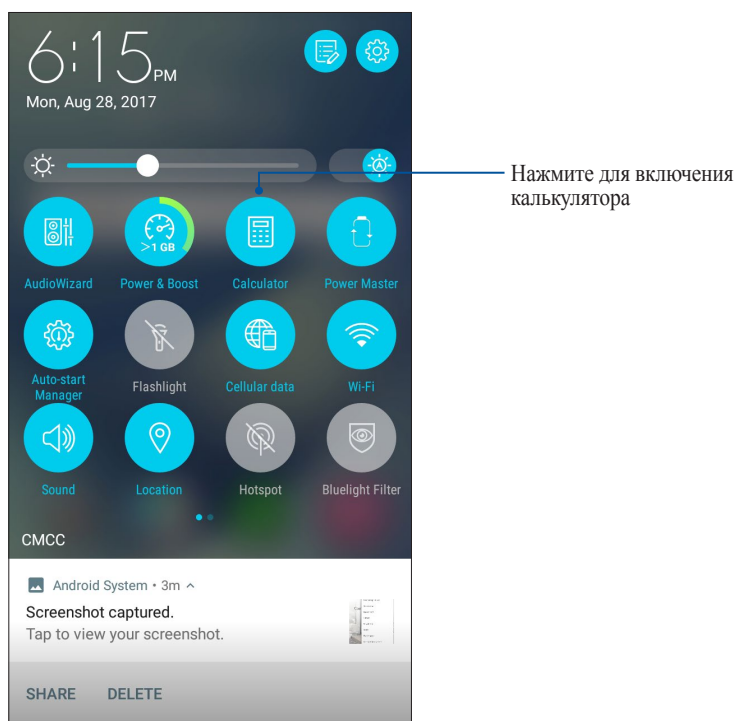 6:15 PM
Mon, Aug 28, 2017
A
Нажмите для включения
калькулятора
>1 GB
AudioWizard Power & Boost Calculator Power Master
Auto-start
Manager
Flashlight Cellular data Wi-Fi
Sound Location Hotspot Bluelight Filter
CMCC
Android System • 3m
Screenshot captured.
Tap to view your screenshot.
SHARE DELETE